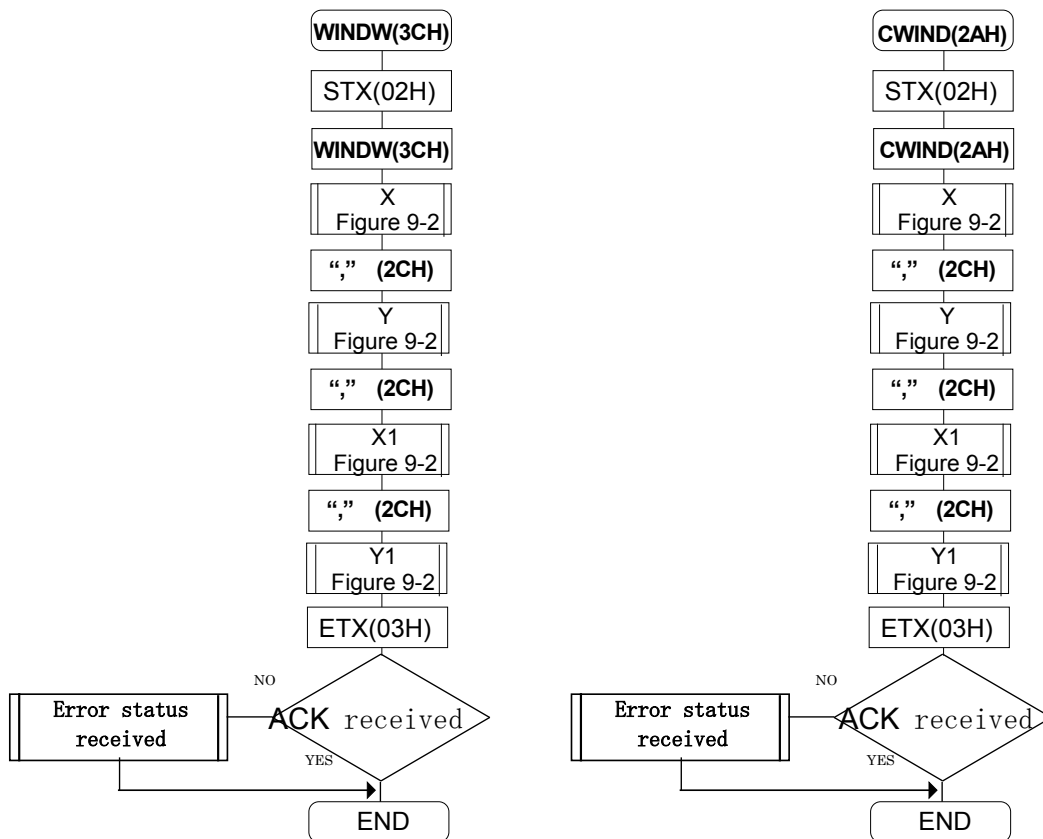 WINDW(3CH)
STX(02H)
WINDW(3CH)
X
Figure 9-2
“,” (2CH)
Y
Figure 9-2
“,” (2CH)
X1
Figure 9-2
“,” (2CH)
Y1
Figure 9-2
ETX(03H)
NO
ACK received
Error status
received
YES
END
CWIND(2AH)
STX(02H)
CWIND(2AH)
X
Figure 9-2
“,” (2CH)
Y
Figure 9-2
“,” (2CH)
X1
Figure 9-2
“,” (2CH)
Y1
Figure 9-2
ETX(03H)
NO
ACK received
Error status
received
YES
END